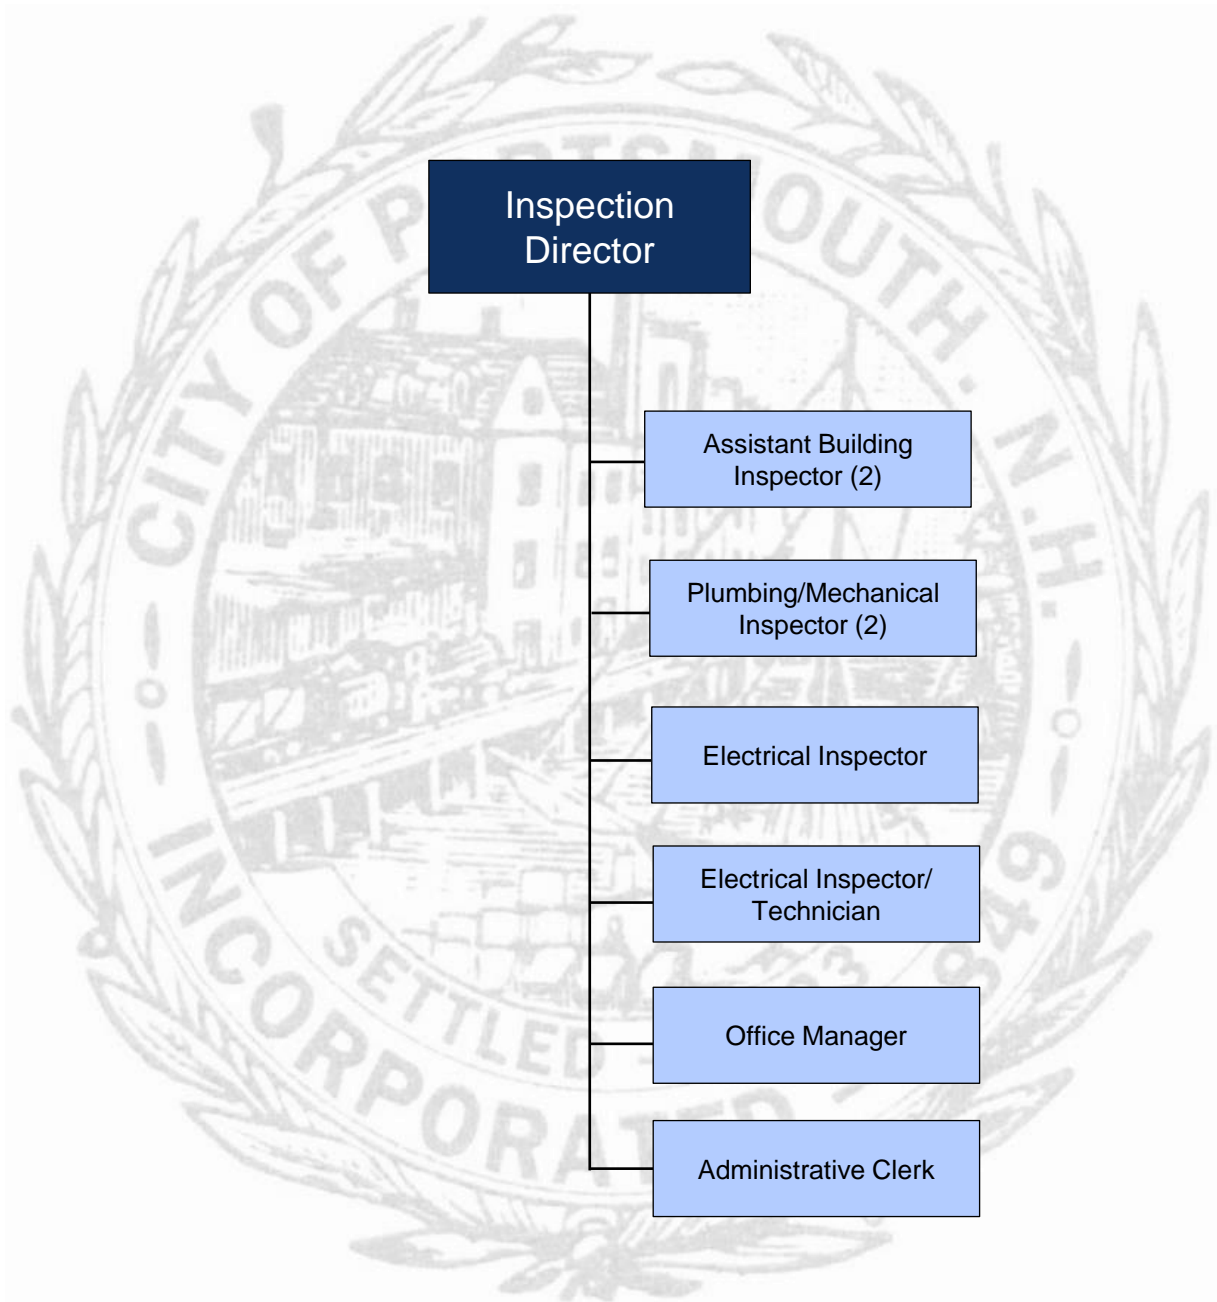 CITY OF PORTSMOUTH, N.H.
Inspection
Director
Assistant Building
Inspector (2)
Plumbing/Mechanical
Inspector (2)
Electrical Inspector
Electrical Inspector/
Technician
Office Manager
Administrative Clerk
SETTLED
INCORPORATED